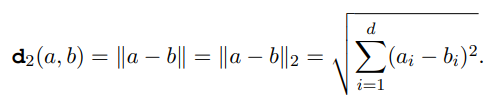 d₂(a, b) = ‖a − b‖ = ‖a − b‖₂ = √(∑_{i=1}^{d} (aᵢ − bᵢ)²).